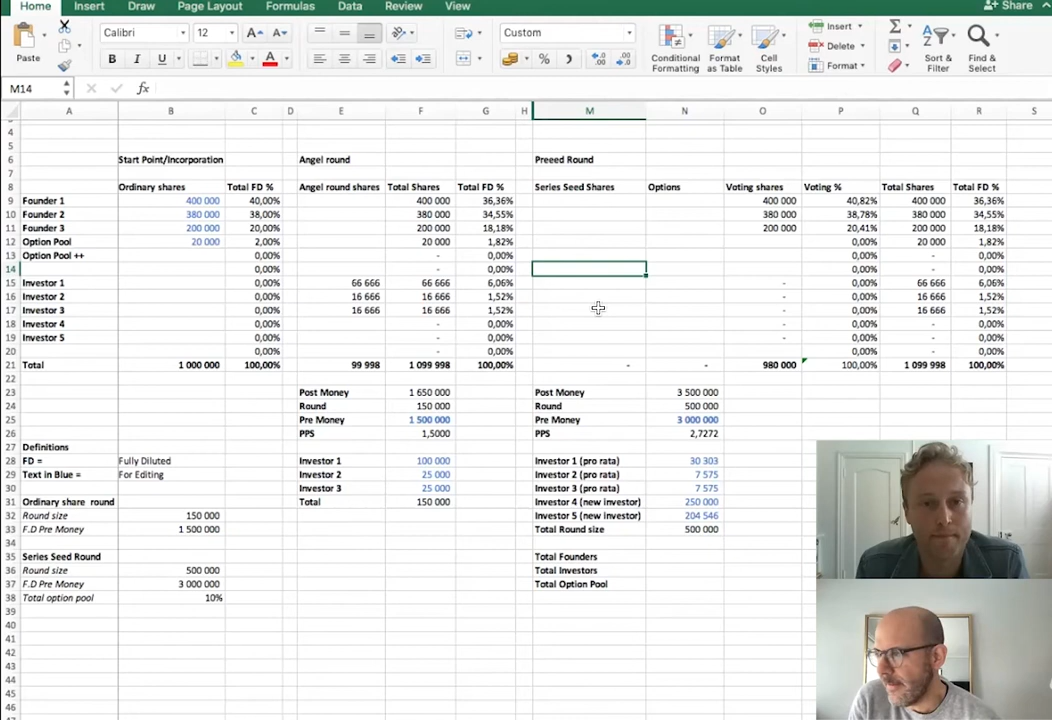 Home Insert Draw Page Layout Formulas Data Review View Share
Calibri 12 A A Custom Insert
Paste B I U A % Conditional Formatting Format as Table Cell Styles Delete Format Sort & Filter Find & Select
M14 fx
A B C D E F G H M N O P Q R S
4
5
6 Start Point/Incorporation Angel round Preeed Round
7
8 Ordinary shares Total FD % Angel round shares Total Shares Total FD % Series Seed Shares Options Voting shares Voting % Total Shares Total FD %
9 Founder 1 400 000 40,00% 400 000 36,36% 400 000 40,82% 400 000 36,36%
10 Founder 2 380 000 38,00% 380 000 34,55% 380 000 38,78% 380 000 34,55%
11 Founder 3 200 000 20,00% 200 000 18,18% 200 000 20,41% 200 000 18,18%
12 Option Pool 20 000 2,00% 20 000 1,82% 0,00% 20 000 1,82%
13 Option Pool ++ 0,00% - 0,00% 0,00% - 0,00%
14 0,00% - 0,00% 0,00% - 0,00%
15 Investor 1 0,00% 66 666 66 666 6,06% - 0,00% 66 666 6,06%
16 Investor 2 0,00% 16 666 16 666 1,52% - 0,00% 16 666 1,52%
17 Investor 3 0,00% 16 666 16 666 1,52% - 0,00% 16 666 1,52%
18 Investor 4 0,00% - 0,00% - 0,00% - 0,00%
19 Investor 5 0,00% - 0,00% - 0,00% - 0,00%
20 0,00% - 0,00% 0,00% - 0,00%
21 Total 1 000 000 100,00% 99 998 1 099 998 100,00% - - 980 000 100,00% 1 099 998 100,00%
22
23 Post Money 1 650 000 Post Money 3 500 000
24 Round 150 000 Round 500 000
25 Pre Money 1 500 000 Pre Money 3 000 000
26 PPS 1,5000 PPS 2,7272
27 Definitions
28 FD = Fully Diluted Investor 1 100 000 Investor 1 (pro rata) 30 303
29 Text in Blue = For Editing Investor 2 25 000 Investor 2 (pro rata) 7 575
30 Investor 3 25 000 Investor 3 (pro rata) 7 575
31 Ordinary share round Total 150 000 Investor 4 (new investor) 250 000
32 Round size 150 000 Investor 5 (new investor) 204 546
33 F.D Pre Money 1 500 000 Total Round size 500 000
34
35 Series Seed Round Total Founders
36 Round size 500 000 Total Investors
37 F.D Pre Money 3 000 000 Total Option Pool
38 Total option pool 10%
39
40
41
42
43
44
45
46